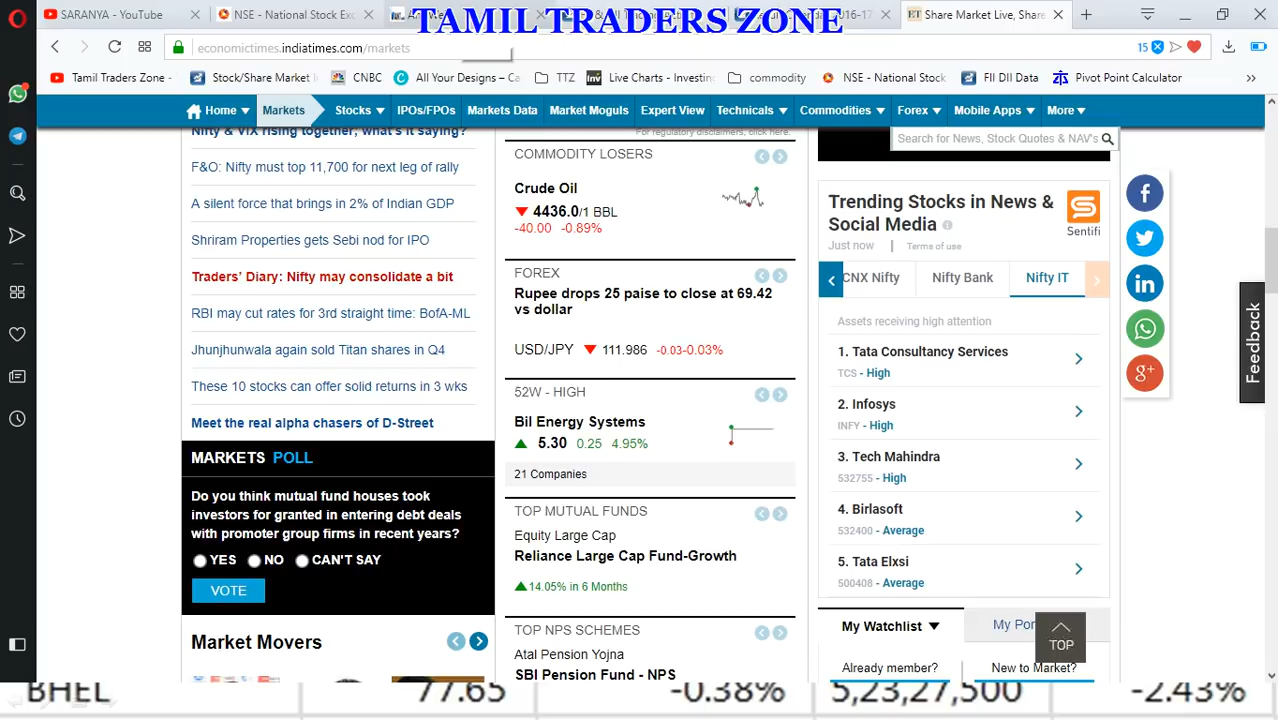 SARANYA - YouTube
NSE - National Stock Exc
TAMIL TRADERS ZONE
2016-17
Share Market Live, Share
economictimes.indiatimes.com/markets
15
Tamil Traders Zone -
Stock/Share Market I
CNBC
All Your Designs – Ca
TTZ
Live Charts - Investin
commodity
NSE - National Stock
FII DII Data
Pivot Point Calculator
»
Home
Markets
Stocks
IPOs/FPOs
Markets Data
Market Moguls
Expert View
Technicals
Commodities
Forex
Mobile Apps
More
Nifty & VIX rising together; what's it saying?
F&O: Nifty must top 11,700 for next leg of rally
A silent force that brings in 2% of Indian GDP
Shriram Properties gets Sebi nod for IPO
Traders' Diary: Nifty may consolidate a bit
RBI may cut rates for 3rd straight time: BofA-ML
Jhunjhunwala again sold Titan shares in Q4
These 10 stocks can offer solid returns in 3 wks
Meet the real alpha chasers of D-Street
MARKETS POLL
Do you think mutual fund houses took
investors for granted in entering debt deals
with promoter group firms in recent years?
YES NO CAN'T SAY
VOTE
Market Movers
For regulatory disclaimers, click here.
COMMODITY LOSERS
Crude Oil
4436.0/1 BBL
-40.00 -0.89%
FOREX
Rupee drops 25 paise to close at 69.42
vs dollar
USD/JPY 111.986 -0.03-0.03%
52W - HIGH
Bil Energy Systems
5.30 0.25 4.95%
21 Companies
TOP MUTUAL FUNDS
Equity Large Cap
Reliance Large Cap Fund-Growth
14.05% in 6 Months
TOP NPS SCHEMES
Atal Pension Yojna
SBI Pension Fund - NPS
Search for News, Stock Quotes & NAV's
Trending Stocks in News &
Social Media
Sentifi
Just now | Terms of use
CNX Nifty
Nifty Bank
Nifty IT
Assets receiving high attention
1. Tata Consultancy Services
TCS - High
2. Infosys
INFY - High
3. Tech Mahindra
532755 - High
4. Birlasoft
532400 - Average
5. Tata Elxsi
500408 - Average
My Watchlist
My Por
TOP
Already member?
New to Market?
Feedback
BHEL 77.65 -0.38% 5,23,27,500 -2.43%